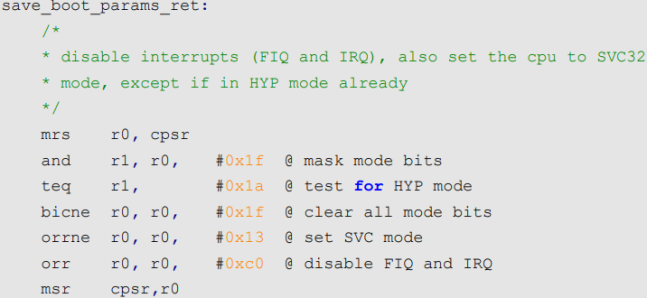 save_boot_params_ret:
/*
* disable interrupts (FIQ and IRQ), also set the cpu to SVC32
* mode, except if in HYP mode already
*/
mrs r0, cpsr
and r1, r0, #0x1f @ mask mode bits
teq r1, #0x1a @ test for HYP mode
bicne r0, r0, #0x1f @ clear all mode bits
orrne r0, r0, #0x13 @ set SVC mode
orr r0, r0, #0xc0 @ disable FIQ and IRQ
msr cpsr,r0